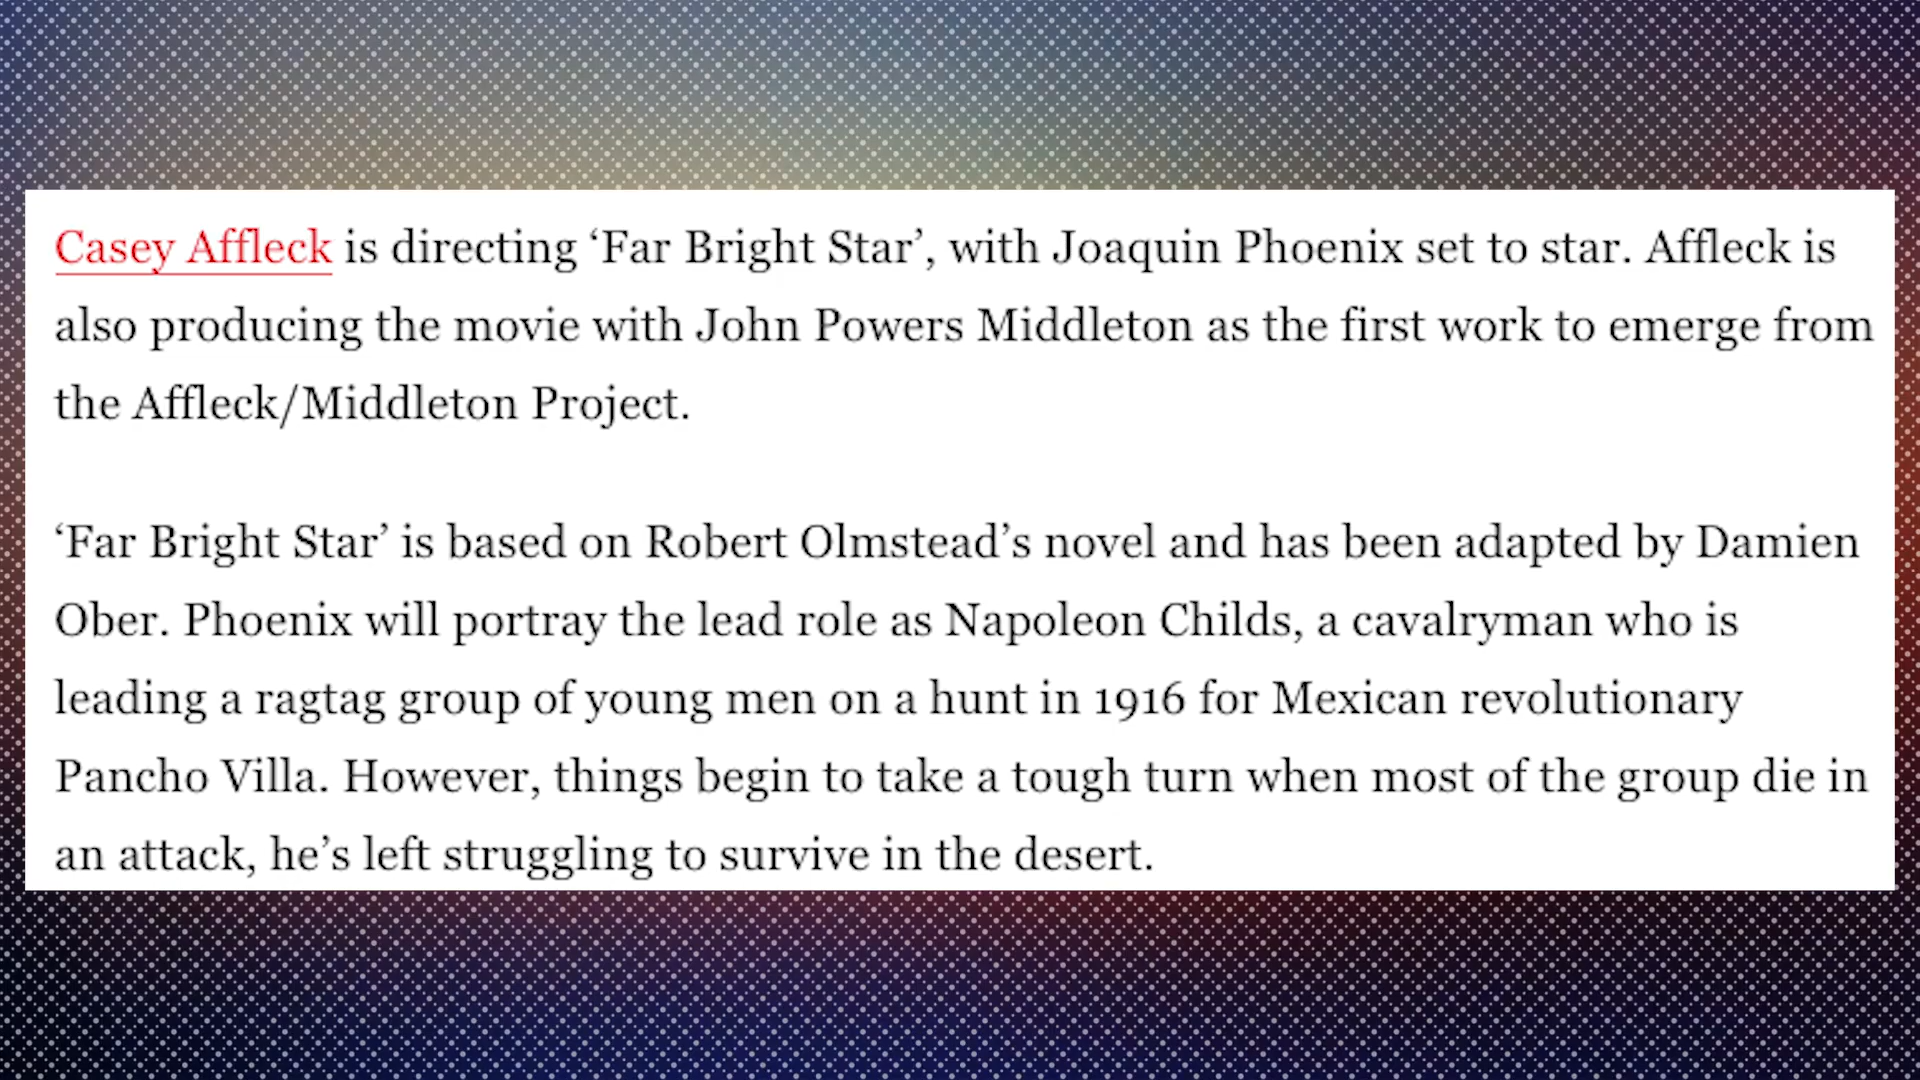 Casey Affleck is directing ‘Far Bright Star’, with Joaquin Phoenix set to star. Affleck is
also producing the movie with John Powers Middleton as the first work to emerge from
the Affleck/Middleton Project.
‘Far Bright Star’ is based on Robert Olmstead’s novel and has been adapted by Damien
Ober. Phoenix will portray the lead role as Napoleon Childs, a cavalryman who is
leading a ragtag group of young men on a hunt in 1916 for Mexican revolutionary
Pancho Villa. However, things begin to take a tough turn when most of the group die in
an attack, he’s left struggling to survive in the desert.